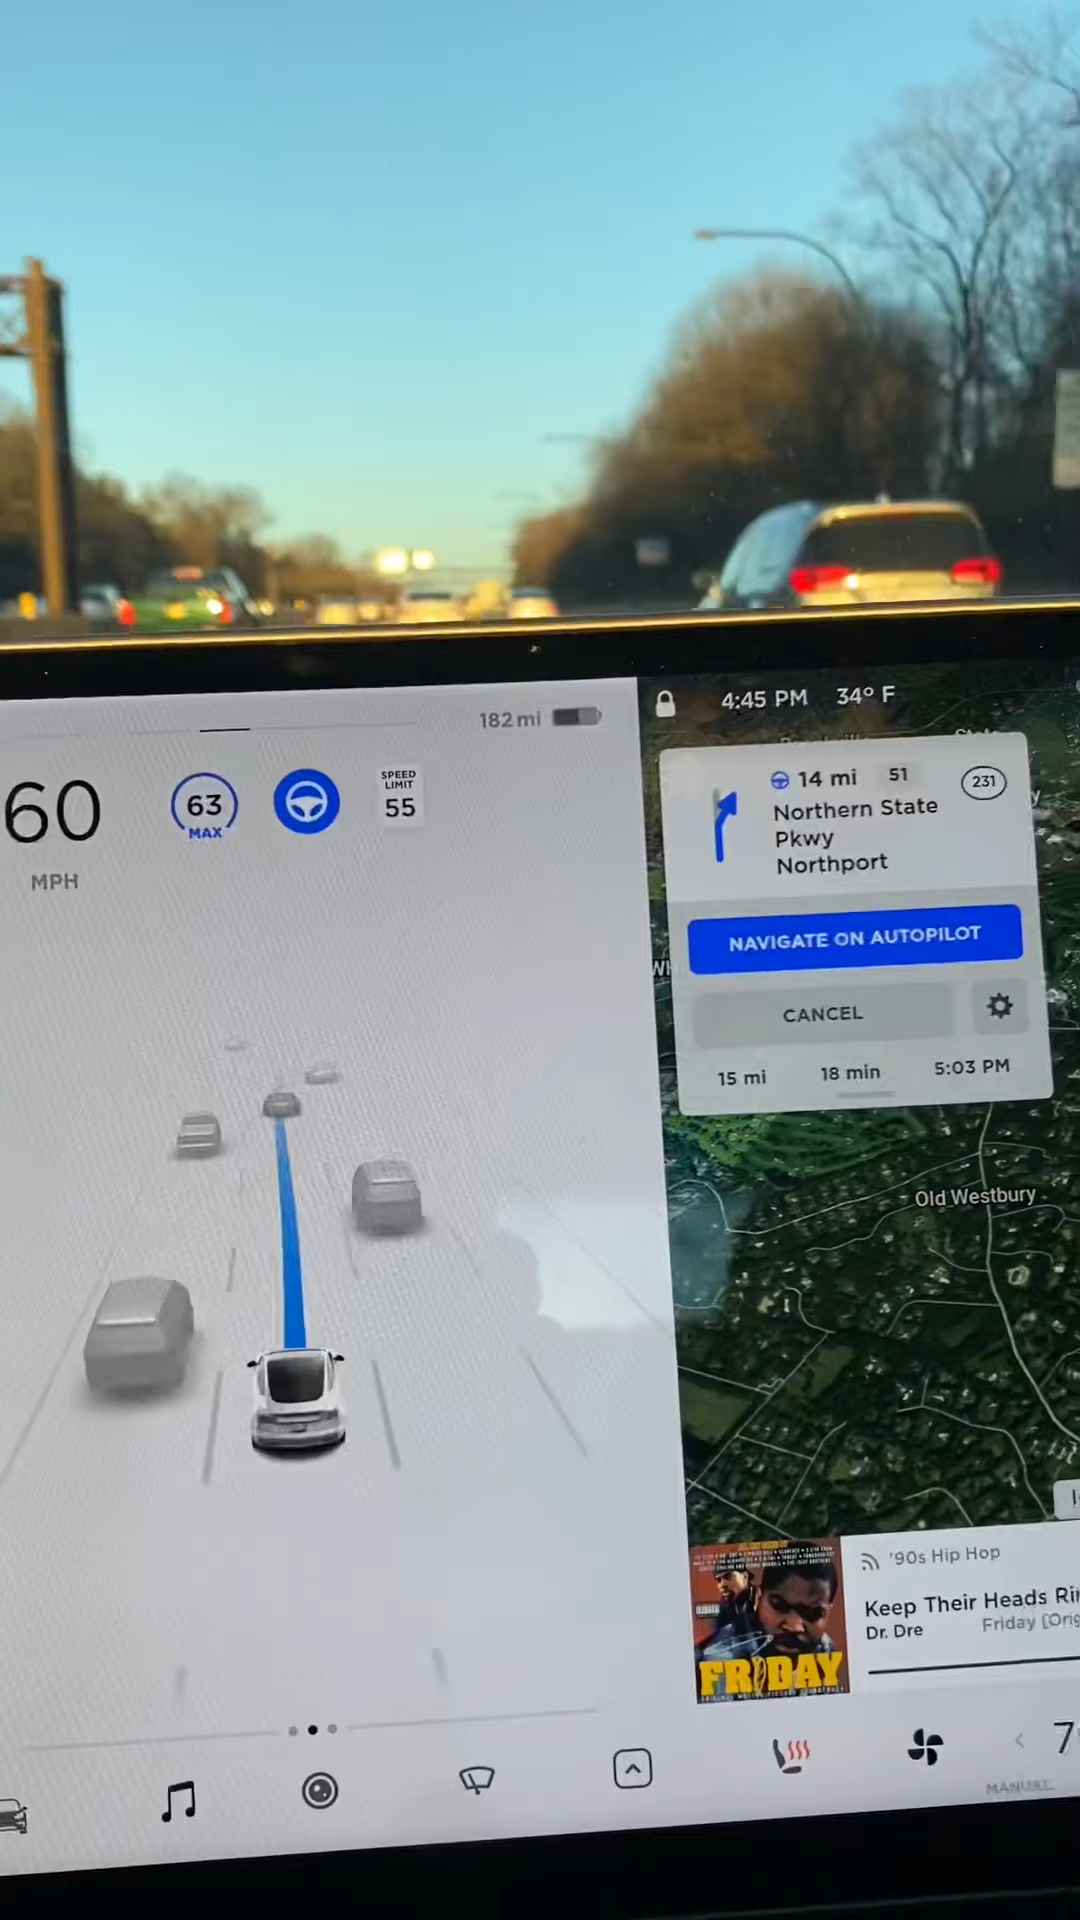 182 mi
4:45 PM 34° F
60
MPH
63
MAX
SPEED
LIMIT
55
14 mi 51
231
Northern State
Pkwy
Northport
NAVIGATE ON AUTOPILOT
CANCEL
15 mi 18 min 5:03 PM
Old Westbury
'90s Hip Hop
Keep Their Heads Ri
Dr. Dre Friday (Orig
FRIDAY
MANUAL